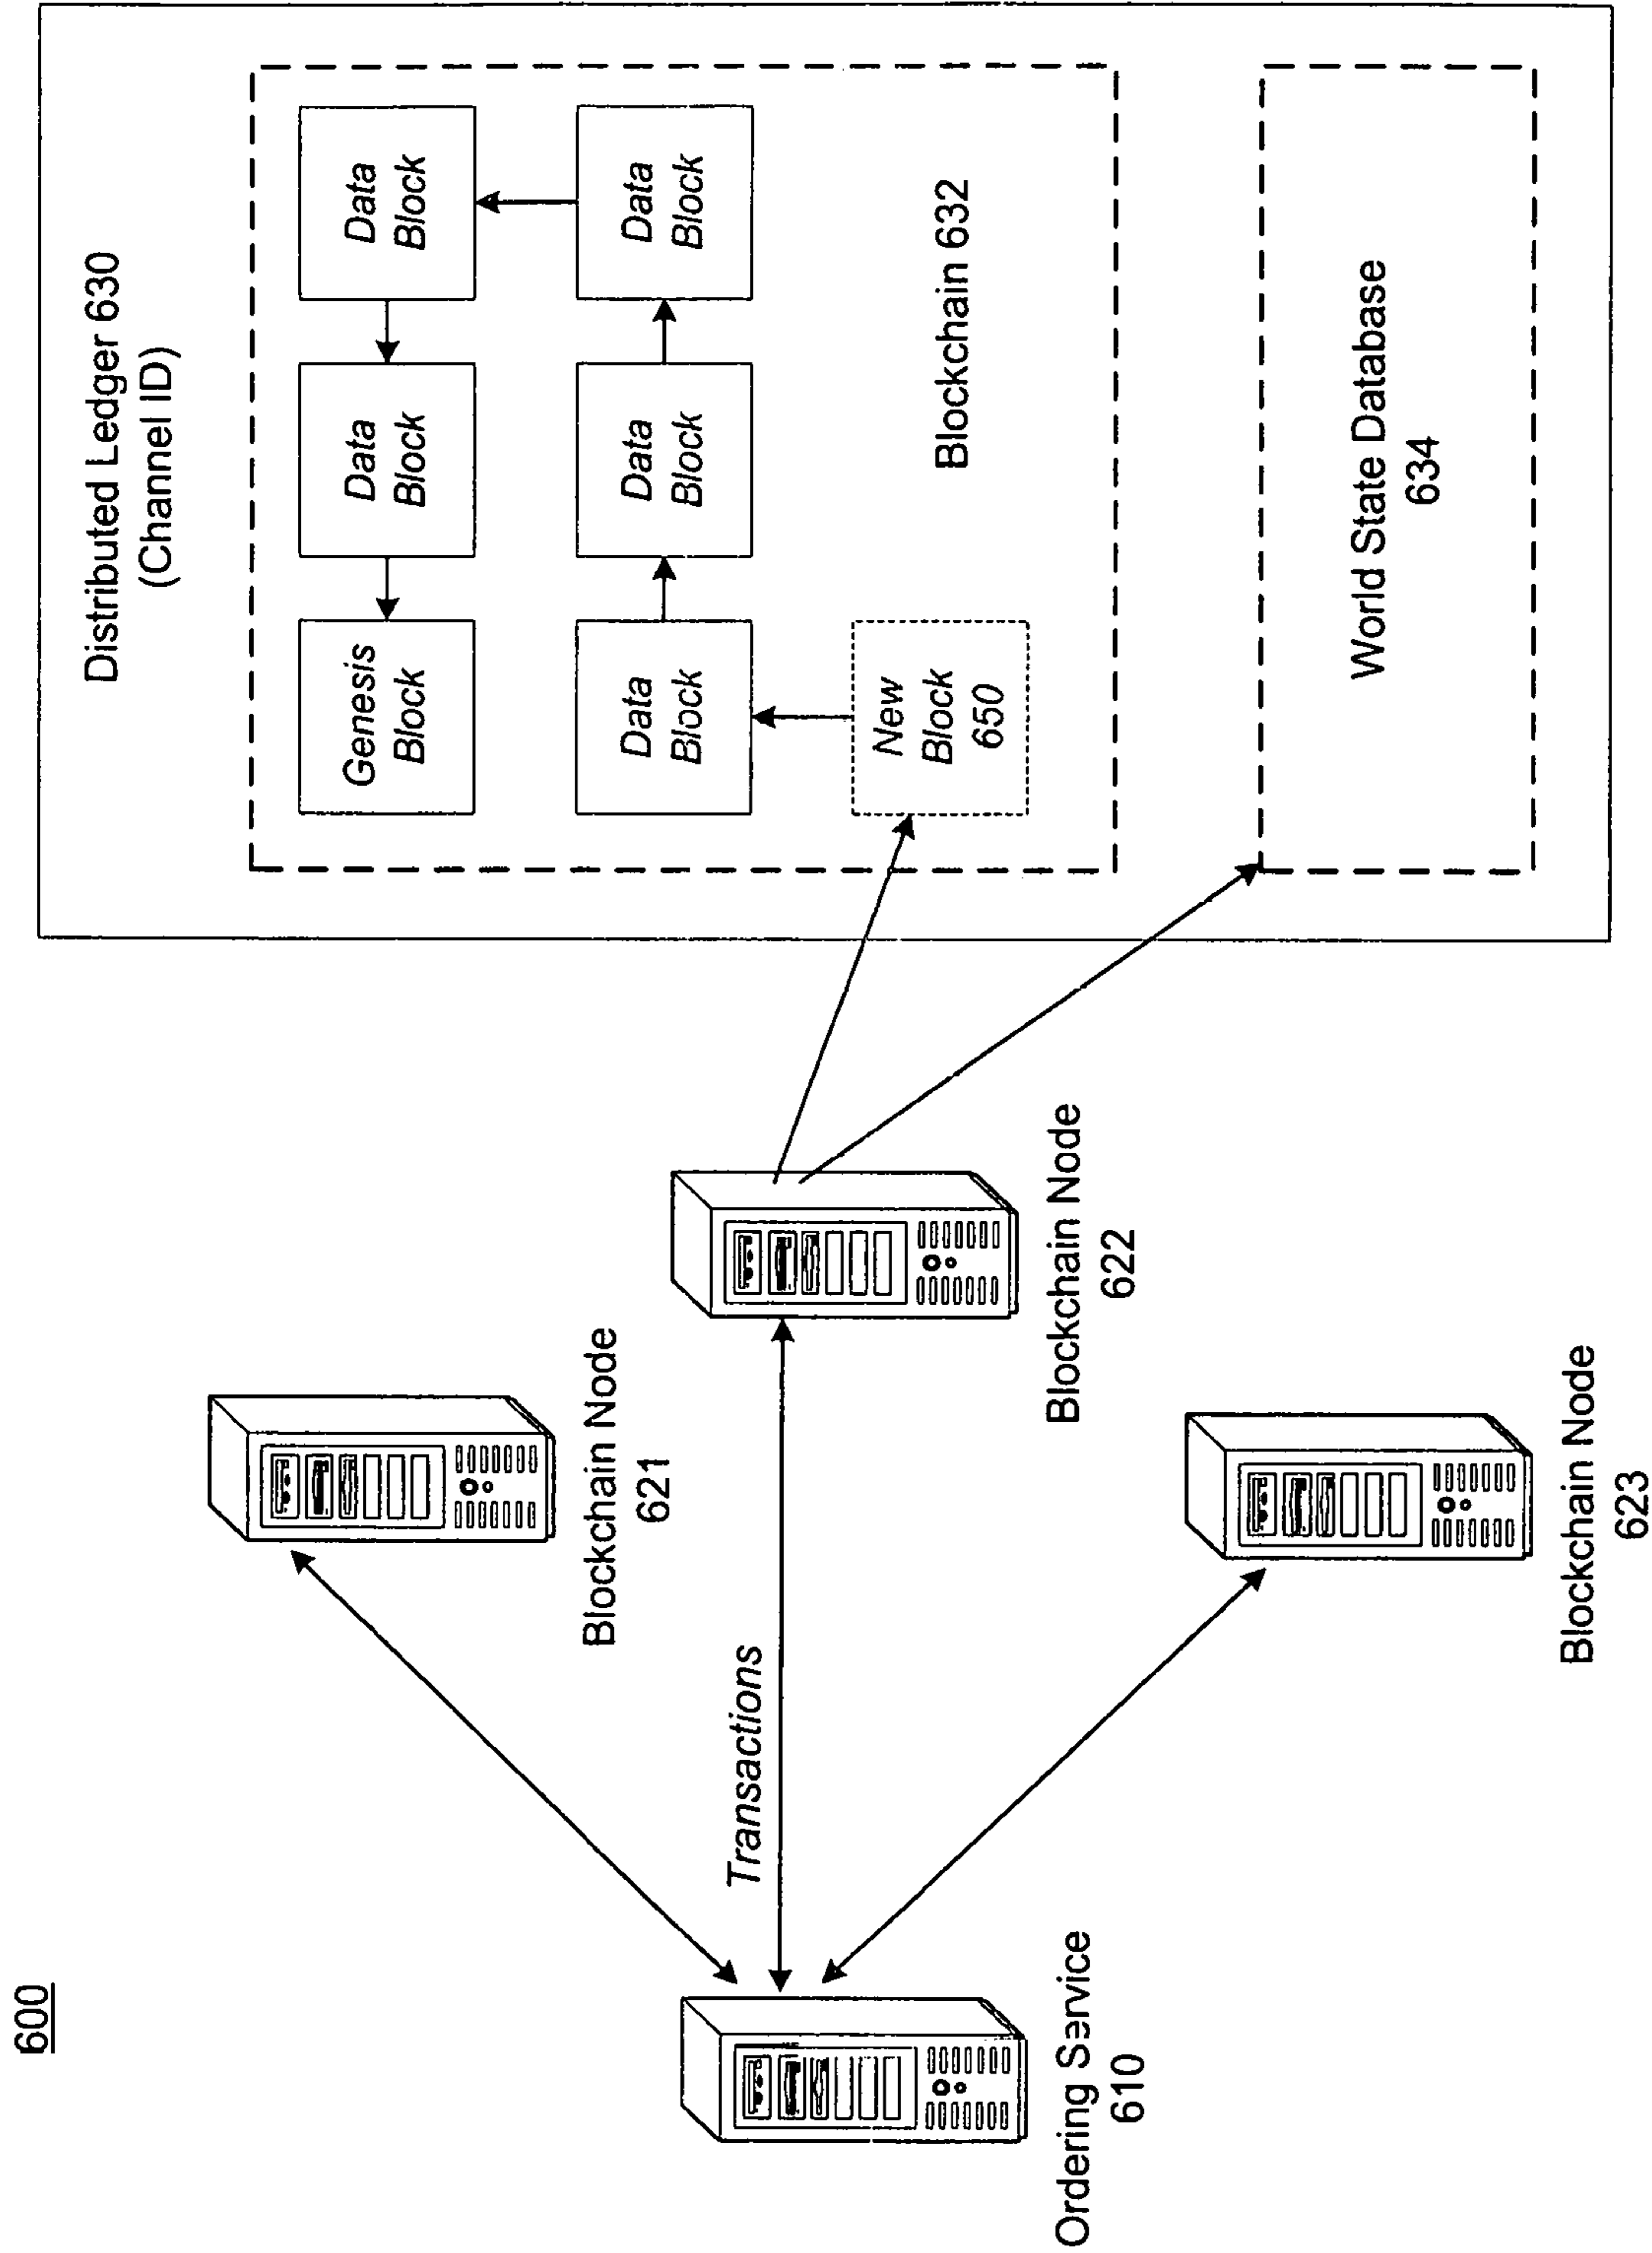 600
Distributed Ledger 630
(Channel ID)
Genesis
Block
Data
Block
Data
Block
Data
Block
Data
Block
Data
Block
New
Block
650
Blockchain 632
World State Database
634
Blockchain Node
621
Transactions
Blockchain Node
622
Ordering Service
610
Blockchain Node
623